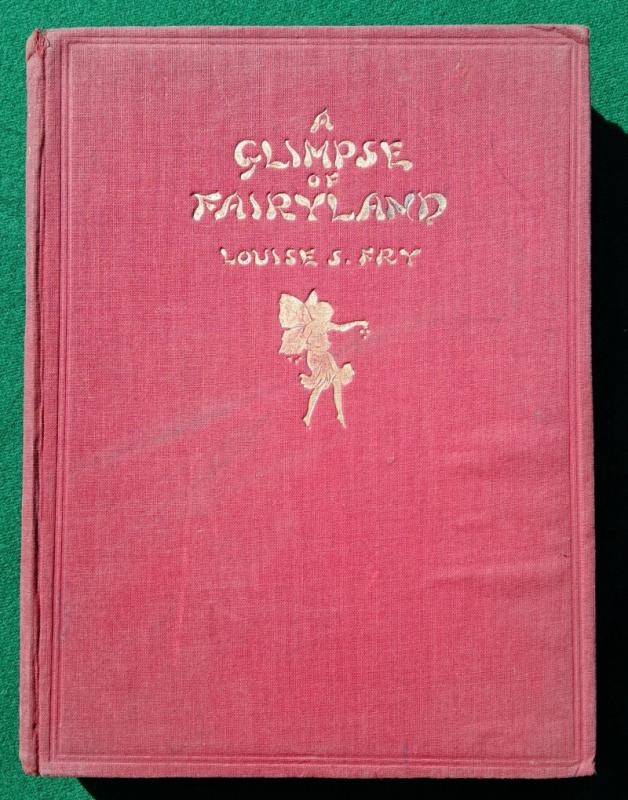 A
GLIMPSE
OF
FAIRYLAND
LOUISE S. FRY